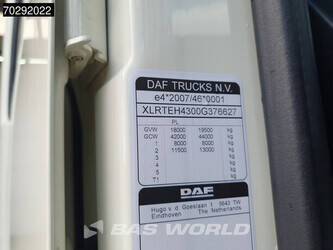 70292022
DAF TRUCKS N.V.
e4*2007/46*0001
XLRTEH4300G376627
PL
GVW 18000 19500 kg
GCW 42000 44000 kg
1 8000 8000 kg
2 11500 13000 kg
3 kg
4 kg
5 kg
T1 kg
DAF
Hugo v. d. Goeslaan 1 5643 TW
Eindhoven The Netherlands
BAS WORLD